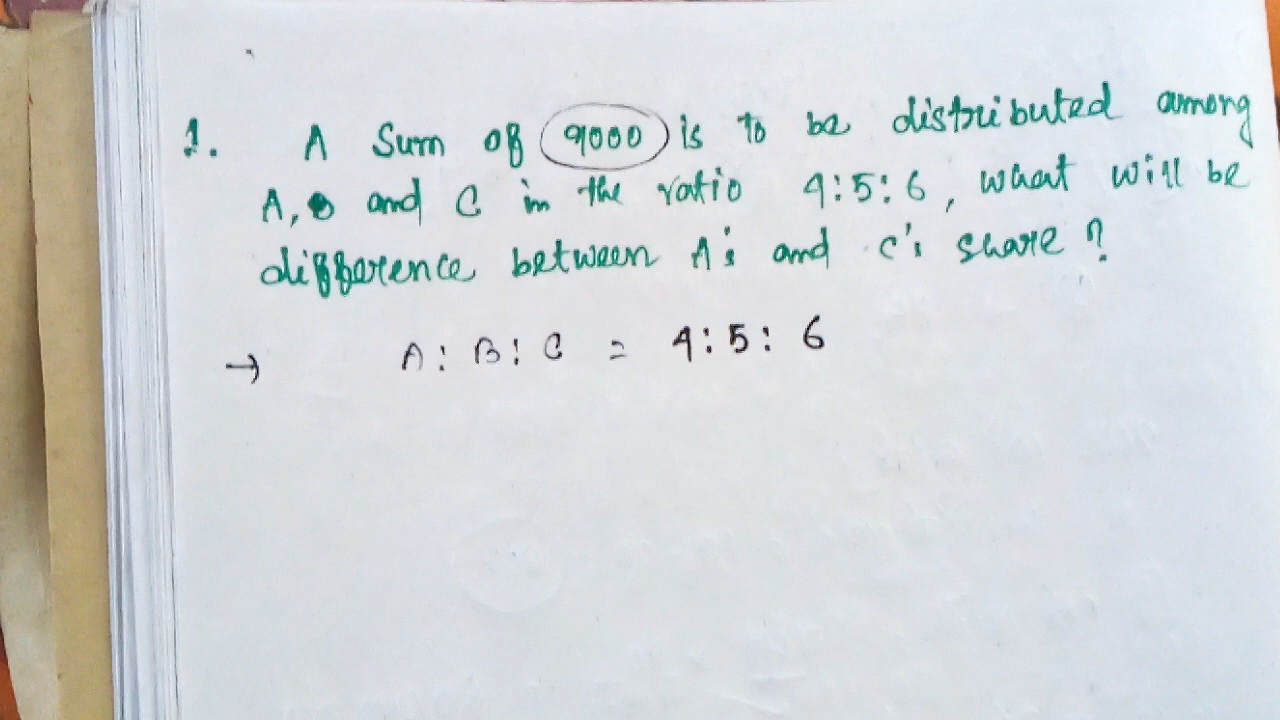 1. A Sum of 9000 is to be distributed among
A, B and C in the ratio 4:5:6, what will be
difference between A's and C's share?
→ A:B:C = 4:5:6